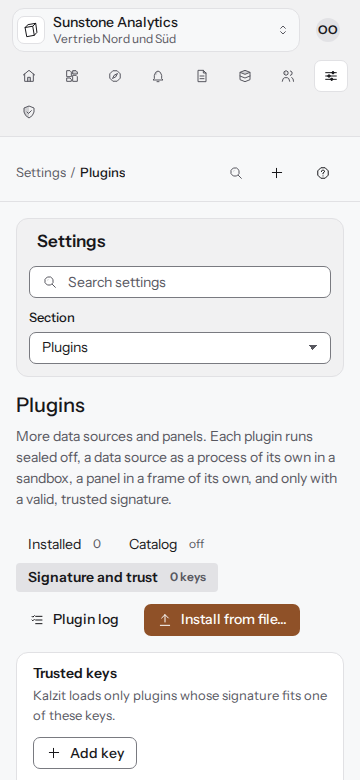 Sunstone Analytics
Vertrieb Nord und Süd
OO
Settings / Plugins
Settings
Search settings
Section
Plugins
Plugins
More data sources and panels. Each plugin runs
sealed off, a data source as a process of its own in a
sandbox, a panel in a frame of its own, and only with
a valid, trusted signature.
Installed 0 Catalog off
Signature and trust 0 keys
Plugin log Install from file...
Trusted keys
Kalzit loads only plugins whose signature fits one
of these keys.
Add key